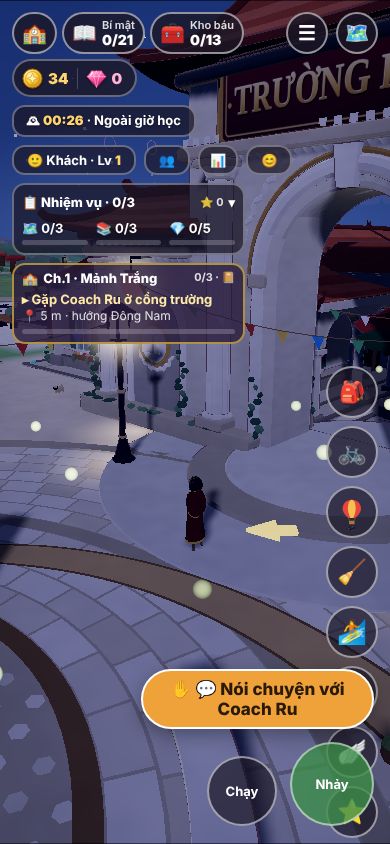 Bí mật
0/21
Kho báu
0/13
34
0
00:26 · Ngoài giờ học
Khách · Lv 1
Nhiệm vụ · 0/3
0 ▾
0/3
0/3
0/5
Ch.1 · Mảnh Trắng
0/3 ·
▸ Gặp Coach Ru ở cổng trường
5 m · hướng Đông Nam
TRƯỜNG
Nói chuyện với
Coach Ru
Chạy
Nhảy